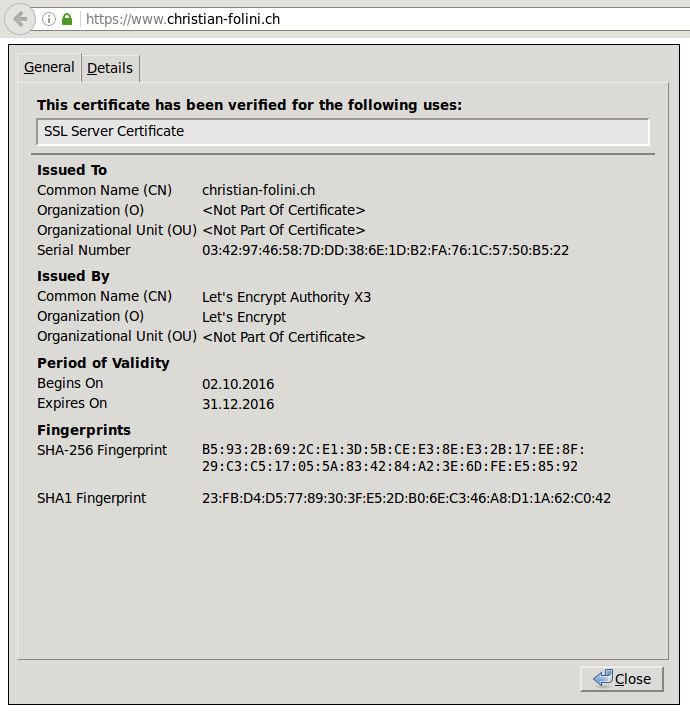 https://www.christian-folini.ch
General Details
This certificate has been verified for the following uses:
SSL Server Certificate
Issued To
Common Name (CN) christian-folini.ch
Organization (O) <Not Part Of Certificate>
Organizational Unit (OU) <Not Part Of Certificate>
Serial Number 03:42:97:46:58:7D:DD:38:6E:1D:B2:FA:76:1C:57:50:B5:22
Issued By
Common Name (CN) Let's Encrypt Authority X3
Organization (O) Let's Encrypt
Organizational Unit (OU) <Not Part Of Certificate>
Period of Validity
Begins On 02.10.2016
Expires On 31.12.2016
Fingerprints
SHA-256 Fingerprint B5:93:2B:69:2C:E1:3D:5B:CE:E3:8E:E3:2B:17:EE:8F:
29:C3:C5:17:05:5A:83:42:84:A2:3E:6D:FE:E5:85:92
SHA1 Fingerprint 23:FB:D4:D5:77:89:30:3F:E5:2D:B0:6E:C3:46:A8:D1:1A:62:C0:42
Close